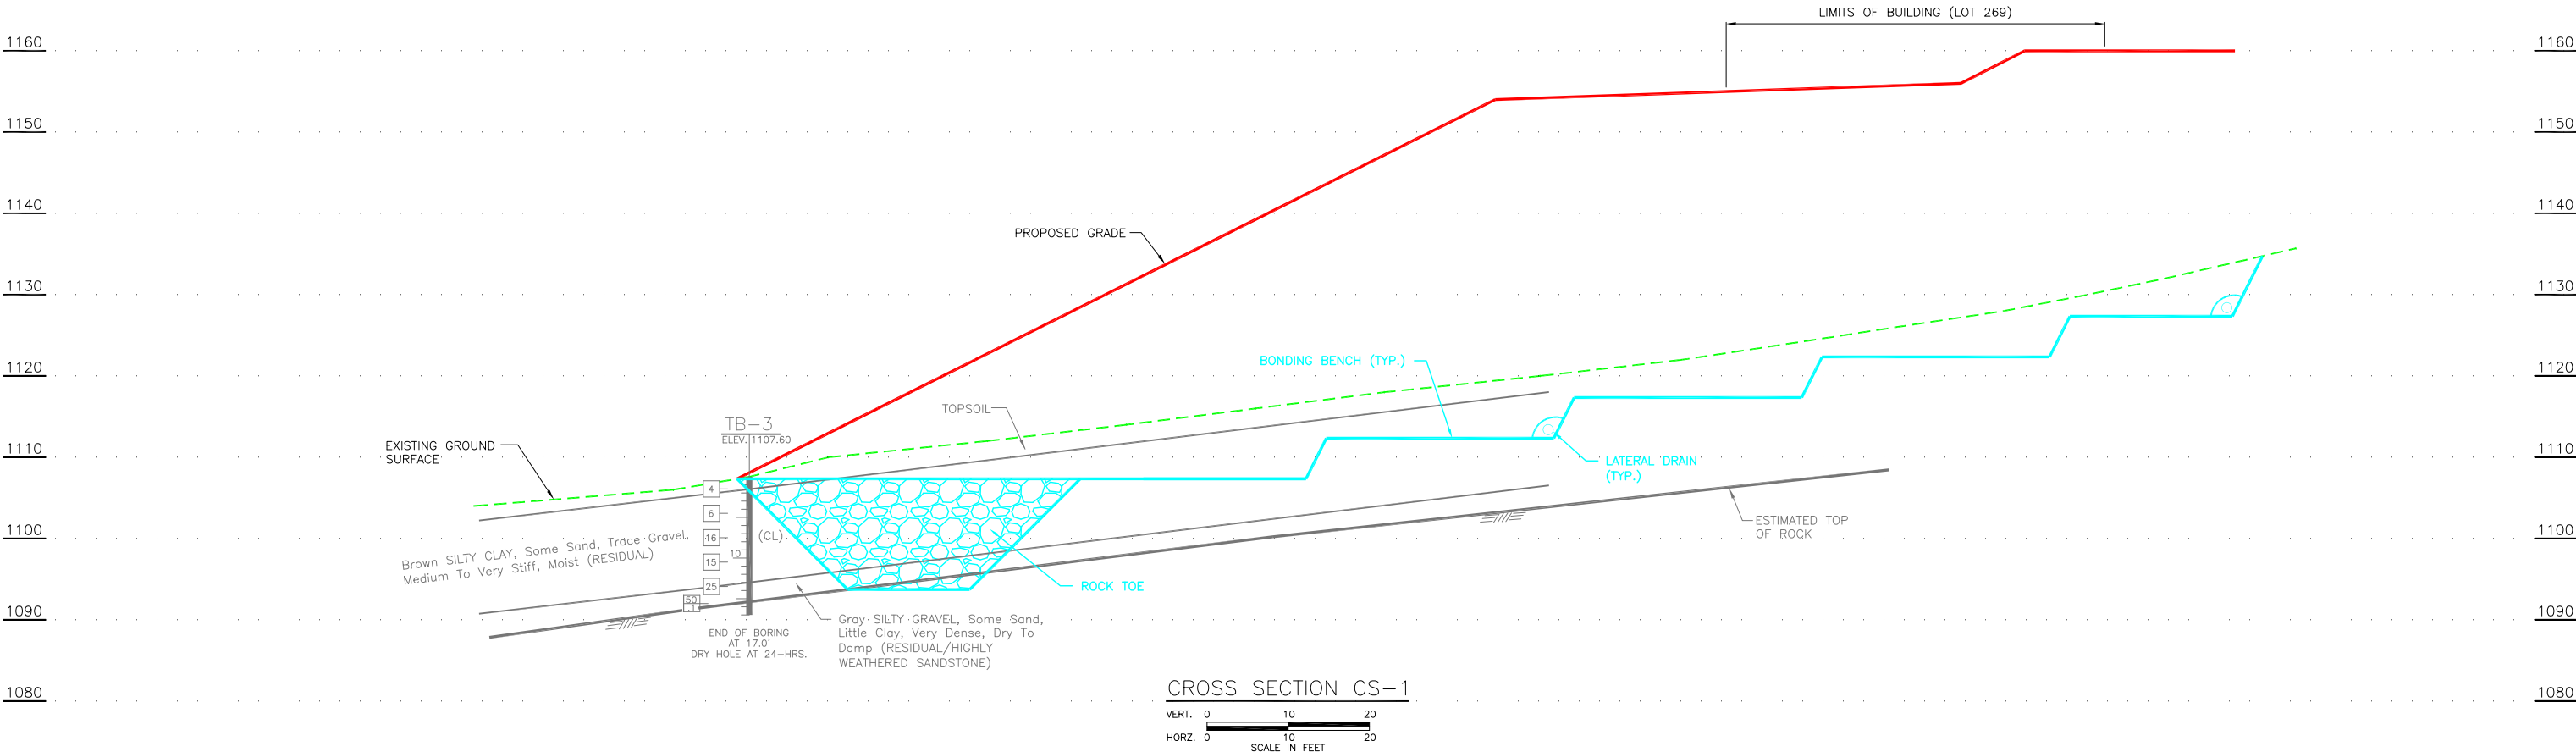 LIMITS OF BUILDING (LOT 269)
1160
1160
1150
1150
1140
1140
PROPOSED GRADE
1130
1130
BONDING BENCH (TYP.)
1120
1120
TOPSOIL
TB-3
ELEV. 1107.60
EXISTING GROUND
SURFACE
1110
1110
LATERAL DRAIN
(TYP.)
4
6
16
15
25
50
.1
10
(CL)
ESTIMATED TOP
OF ROCK
1100
1100
Brown SILTY CLAY, Some Sand, Trace Gravel,
Medium To Very Stiff, Moist (RESIDUAL)
ROCK TOE
1090
1090
Gray SILTY GRAVEL, Some Sand,
Little Clay, Very Dense, Dry To
Damp (RESIDUAL/HIGHLY
WEATHERED SANDSTONE)
END OF BORING
AT 17.0'
DRY HOLE AT 24-HRS.
1080
1080
CROSS SECTION CS-1
VERT. 0 10 20
HORZ. 0 10 20
SCALE IN FEET